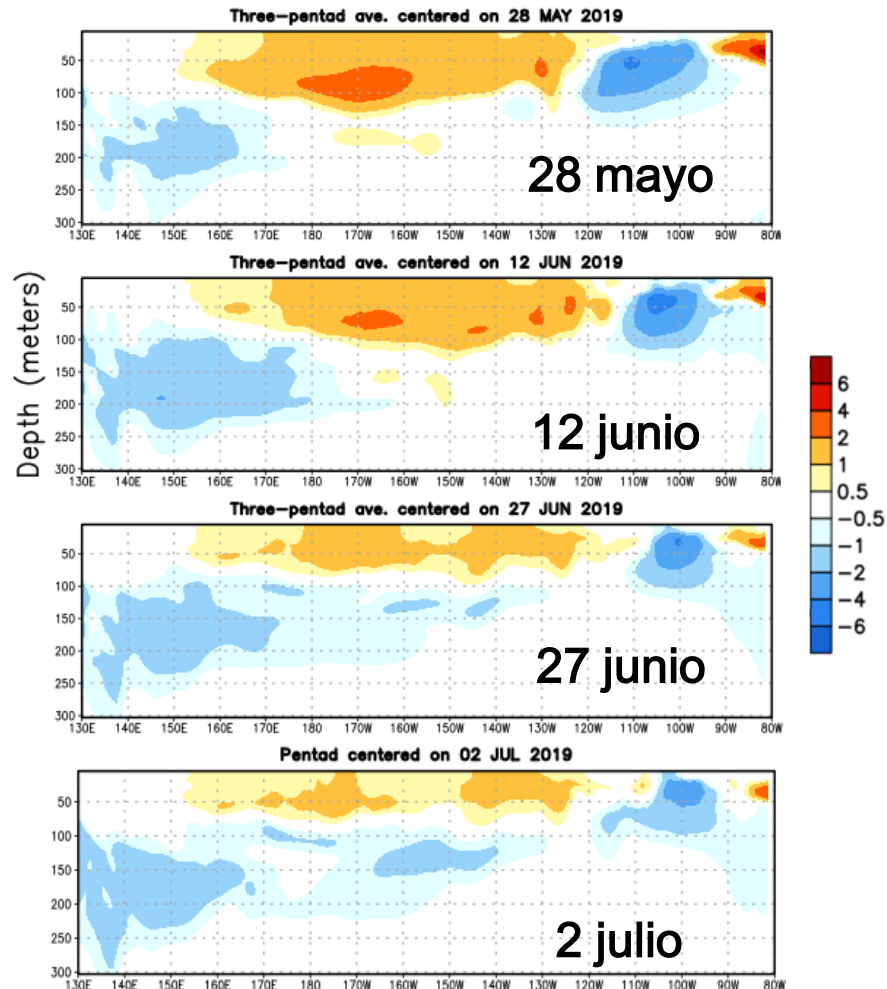 Three-pentad ave. centered on 28 MAY 2019
50
100
150
200
250
300
28 mayo
130E 140E 150E 160E 170E 180 170W 160W 150W 140W 130W 120W 110W 100W 90W 80W
Three-pentad ave. centered on 12 JUN 2019
50
100
150
200
250
300
12 junio
130E 140E 150E 160E 170E 180 170W 160W 150W 140W 130W 120W 110W 100W 90W 80W
Depth (meters)
Three-pentad ave. centered on 27 JUN 2019
50
100
150
200
250
300
27 junio
130E 140E 150E 160E 170E 180 170W 160W 150W 140W 130W 120W 110W 100W 90W 80W
Pentad centered on 02 JUL 2019
50
100
150
200
250
300
2 julio
130E 140E 150E 160E 170E 180 170W 160W 150W 140W 130W 120W 110W 100W 90W 80W
6
4
2
1
0.5
−0.5
−1
−2
−4
−6